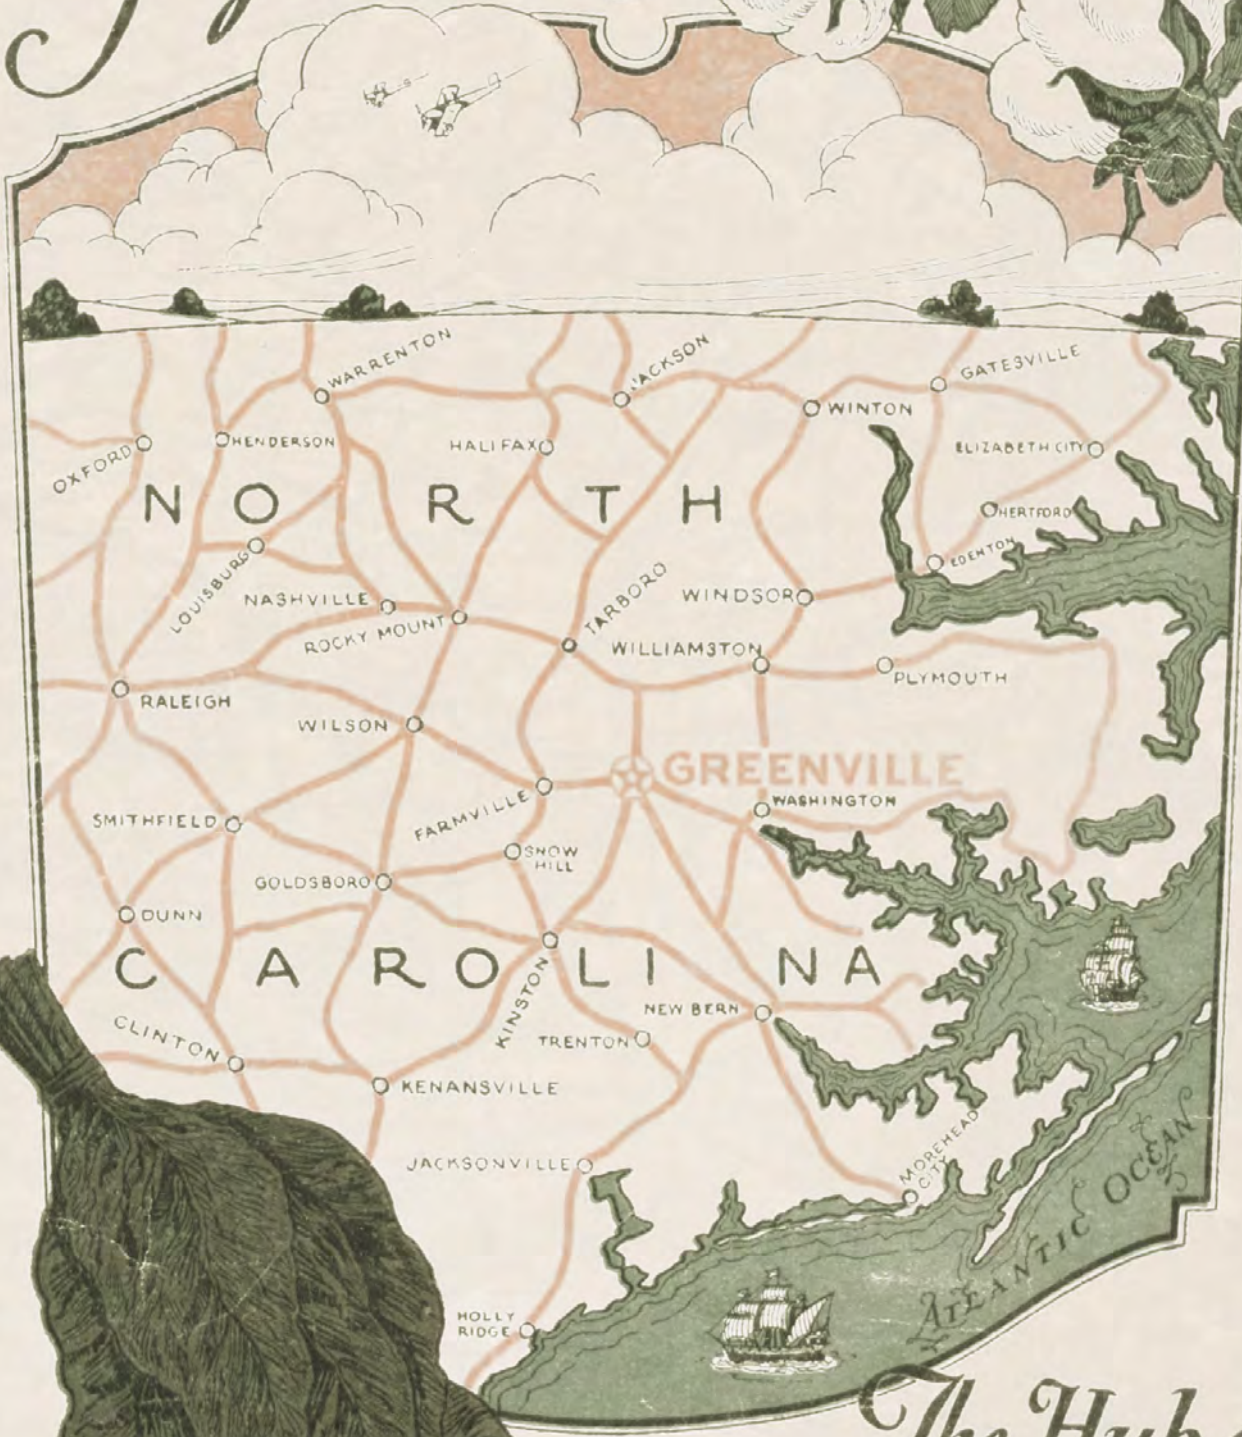 WARRENTON
JACKSON
GATESVILLE
WINTON
OXFORD
HENDERSON
HALIFAX
ELIZABETH CITY
NORTH
HERTFORD
LOUISBURG
EDENTON
NASHVILLE
TARBORO
WINDSOR
ROCKY MOUNT
WILLIAMSTON
PLYMOUTH
RALEIGH
WILSON
GREENVILLE
WASHINGTON
FARMVILLE
SMITHFIELD
SNOW
HILL
GOLDSBORO
DUNN
CAROLINA
KINSTON
NEW BERN
CLINTON
TRENTON
KENANSVILLE
MOREHEAD
CITY
JACKSONVILLE
ATLANTIC OCEAN
HOLLY
RIDGE
The Hub